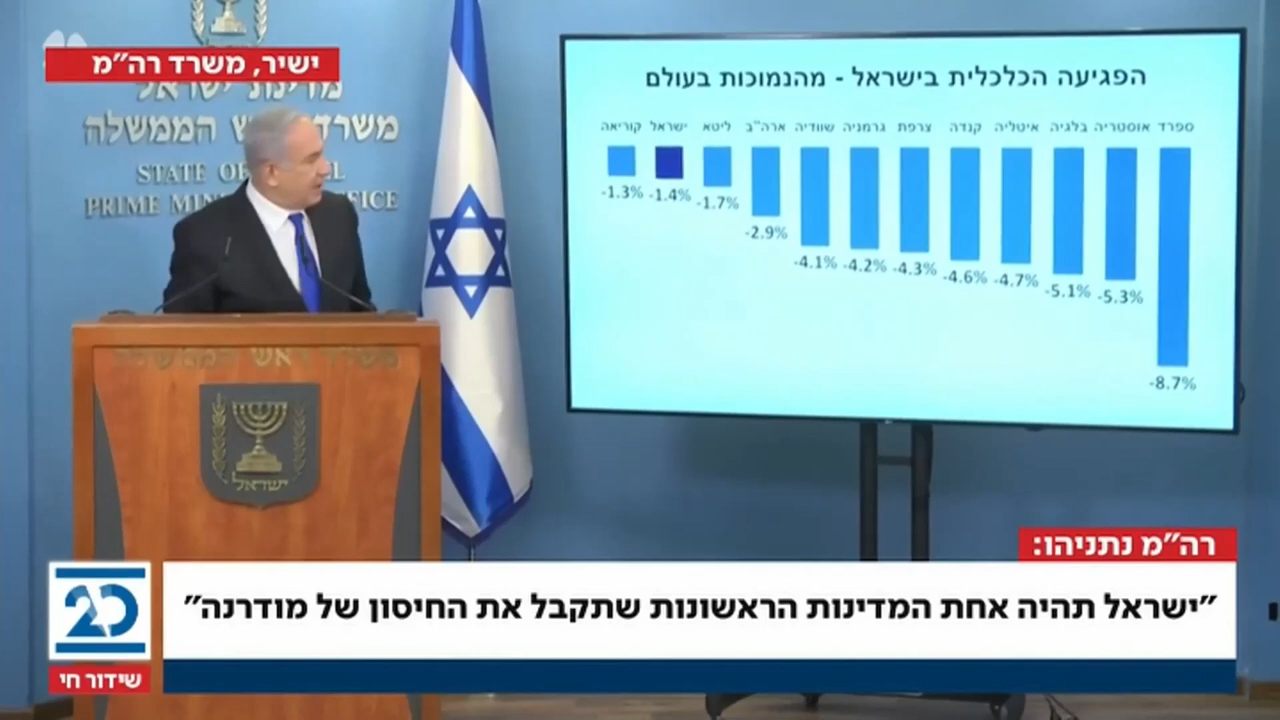 ישיר, משרד רה"מ
מדינת ישראל
משרד ראש הממשלה
STATE OF
PRIME MIN
FICE
הפגיעה הכלכלית בישראל - מהנמוכות בעולם
קוריאה ישראל ליטא ארה"ב שוודיה גרמניה צרפת קנדה איטליה בלגיה אוסטריה ספרד
-1.3% -1.4% -1.7% -2.9% -4.1% -4.2% -4.3% -4.6% -4.7% -5.1% -5.3% -8.7%
משרד ראש הממשלה
ישראל
רה"מ נתניהו:
"ישראל תהיה אחת המדינות הראשונות שתקבל את החיסון של מודרנה"
20
שידור חי